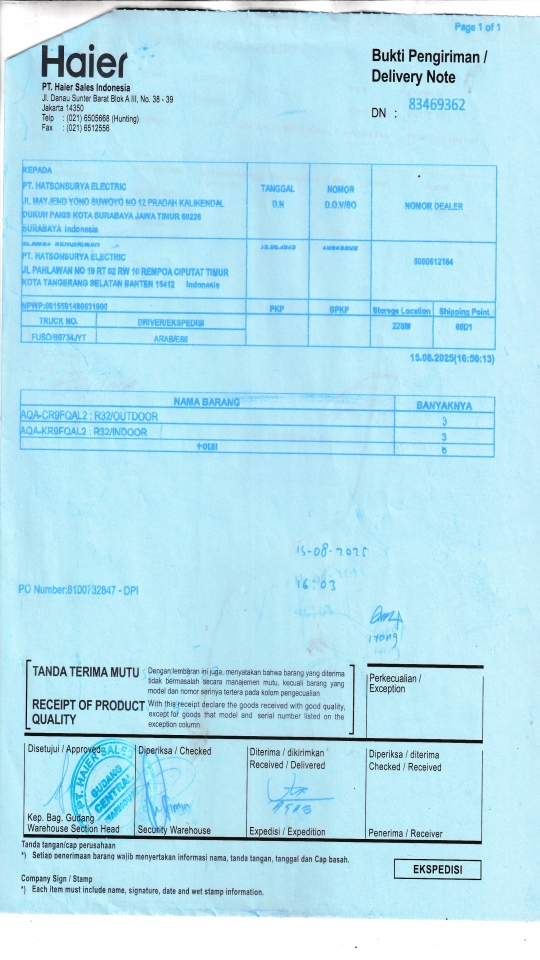 Page 1 of 1
Haier
Bukti Pengiriman /
Delivery Note
PT. Haier Sales Indonesia
Jl. Danau Sunter Barat Blok A III, No. 38 - 39
Jakarta 14350
Telp : (021) 6505668 (Hunting)
Fax : (021) 6512556
DN : 83469362
KEPADA
PT. HATSONSURYA ELECTRIC
JL MAYJEND YONO SUWOYO NO 12 PRADAH KALIKENDAL
DUKUH PAKIS KOTA SURABAYA JAWA TIMUR 60226
SURABAYA Indonesia
TANGGAL
D.N
NOMOR
D.O.V/SO
NOMOR DEALER
PT. HATSONSURYA ELECTRIC
JL PAHLAWAN NO 19 RT 02 RW 10 REMPOA CIPUTAT TIMUR
KOTA TANGERANG SELATAN BANTEN 15412 Indonesia
8000612164
PKP
BPKP
Storage Location
Shipping Point
TRUCK NO.
DRIVER/EKSPEDISI
228M
68D1
FUSO/B9734JYT
15.08.2025(16:56:13)
NAMA BARANG
BANYAKNYA
AQA-CR9FQAL2 : R32/OUTDOOR
3
AQA-KR9FQAL2 : R32/INDOOR
3
Total
6
15-08-2025
16:03
PO Number:8100732847 - DPI
TANDA TERIMA MUTU
Dengan lembaran ini juga, menyatakan bahwa barang yang diterima
tidak bermasalah secara manajemen mutu, kecuali barang yang
model dan nomor serinya tertera pada kolom pengecualian
RECEIPT OF PRODUCT
QUALITY
With this receipt declare the goods received with good quality,
except for goods that model and serial number listed on the
exception column
Perkecualian /
Exception
Disetujui / Approved
Diperiksa / Checked
Diterima / dikirimkan
Received / Delivered
Diperiksa / diterima
Checked / Received
PT. HAIER SALES
GUDANG
CENTRAL
Kep. Bag. Gudang
Warehouse Section Head
Security Warehouse
Expedisi / Expedition
Penerima / Receiver
Tanda tangan/cap perusahaan
*) Setiap penerimaan barang wajib menyertakan informasi nama, tanda tangan, tanggal dan Cap basah.
EKSPEDISI
Company Sign / Stamp
*) Each item must include name, signature, date and wet stamp information.